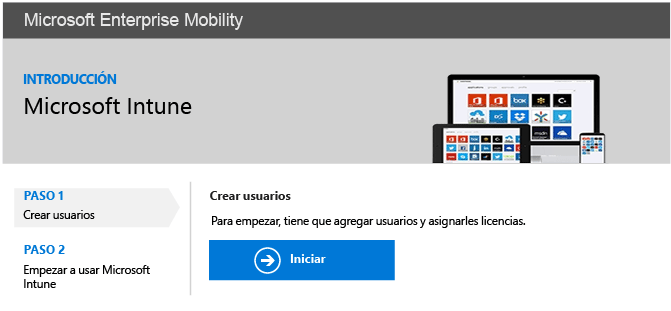 Microsoft Enterprise Mobility
INTRODUCCIÓN
Microsoft Intune
box
PASO 1
Crear usuarios
PASO 2
Empezar a usar Microsoft
Intune
Crear usuarios
Para empezar, tiene que agregar usuarios y asignarles licencias.
Iniciar